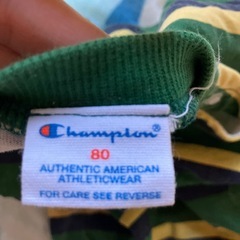 Champion®
80
AUTHENTIC AMERICAN
ATHLETICWEAR
FOR CARE SEE REVERSE